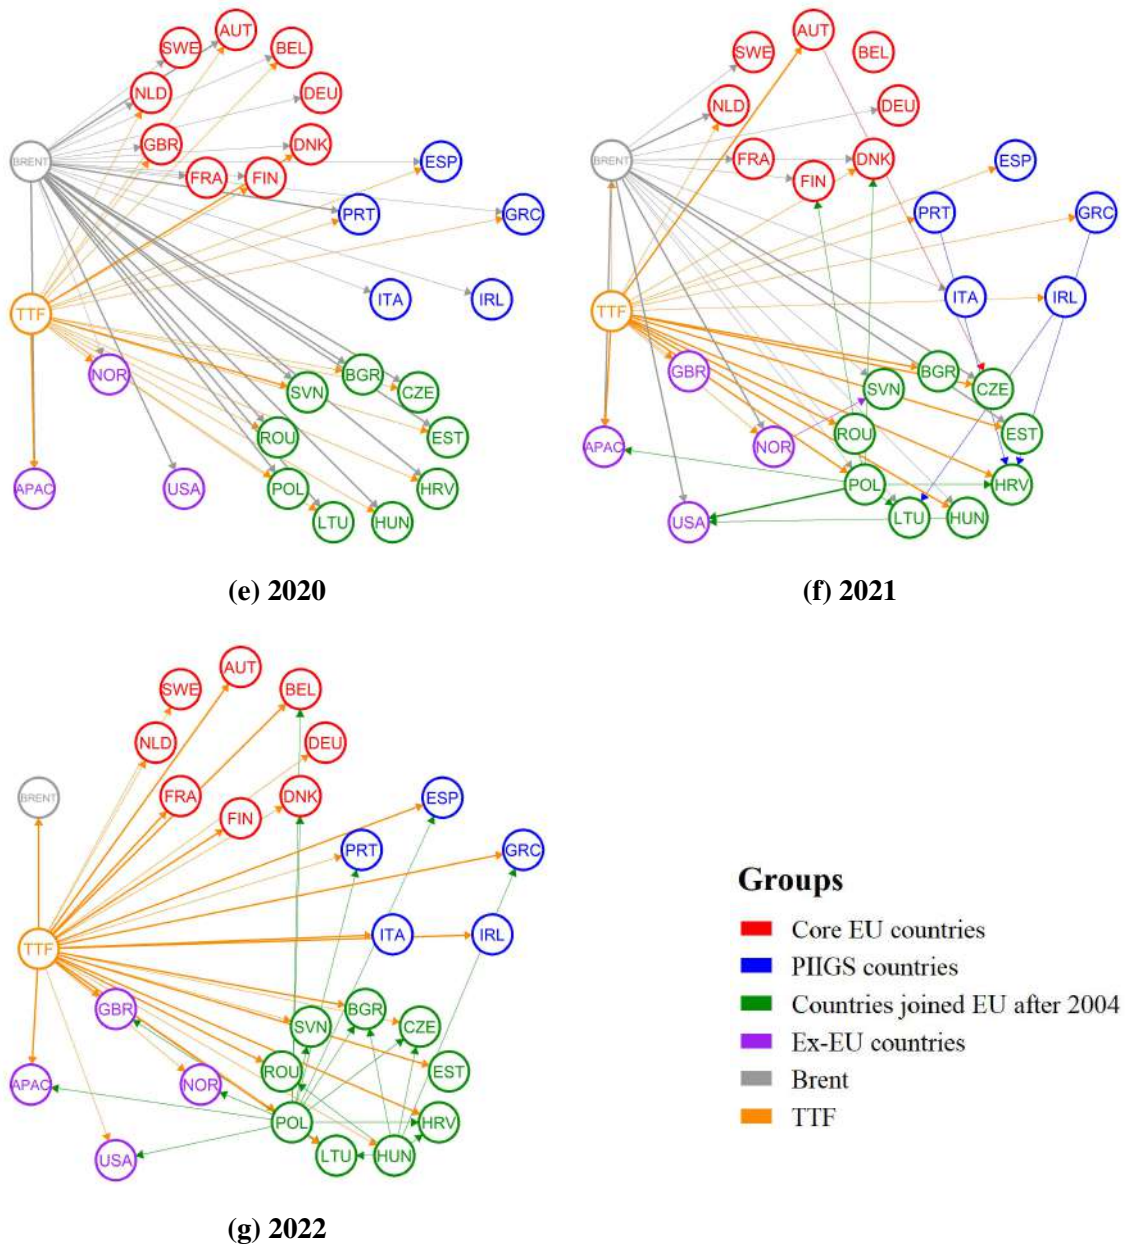 AUT
SWE
BEL
NLD
DEU
GBR
DNK
BRENT
ESP
FRA
FIN
PRT
GRC
ITA
IRL
TTF
NOR
BGR
SVN
CZE
ROU
EST
APAC
USA
POL
HRV
LTU
HUN
(e) 2020
AUT
SWE
BEL
NLD
DEU
BRENT
FRA
DNK
ESP
FIN
PRT
GRC
ITA
IRL
TTF
GBR
BGR
SVN
CZE
ROU
EST
APAC
NOR
POL
HRV
USA
LTU
HUN
(f) 2021
AUT
SWE
BEL
NLD
DEU
BRENT
FRA
DNK
ESP
FIN
PRT
GRC
ITA
IRL
TTF
GBR
BGR
SVN
CZE
ROU
EST
APAC
NOR
POL
HRV
USA
LTU
HUN
(g) 2022
Groups
Core EU countries
PIIGS countries
Countries joined EU after 2004
Ex-EU countries
Brent
TTF